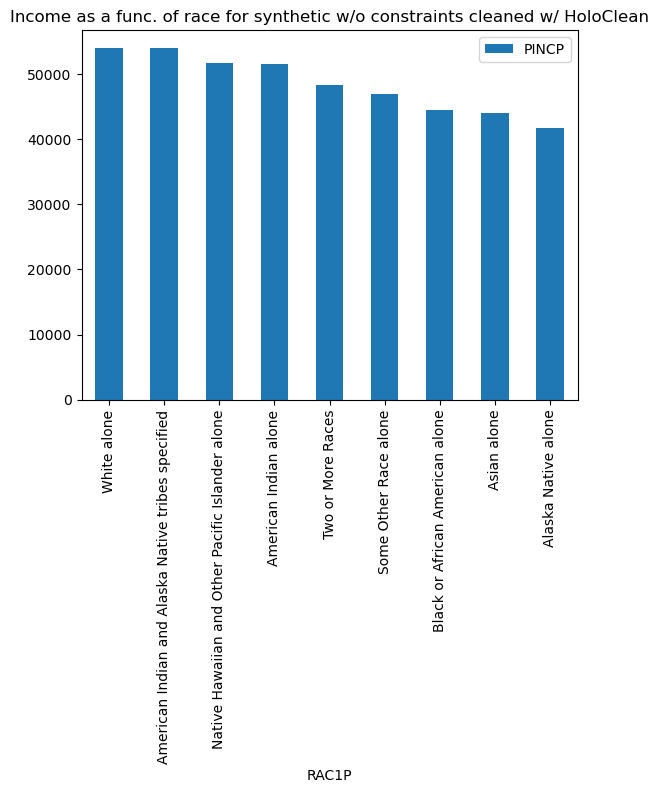 Income as a func. of race for synthetic w/o constraints cleaned w/ HoloClean
PINCP
50000
40000
30000
20000
10000
0
White alone
American Indian and Alaska Native tribes specified
Native Hawaiian and Other Pacific Islander alone
American Indian alone
Two or More Races
Some Other Race alone
Black or African American alone
Asian alone
Alaska Native alone
RAC1P